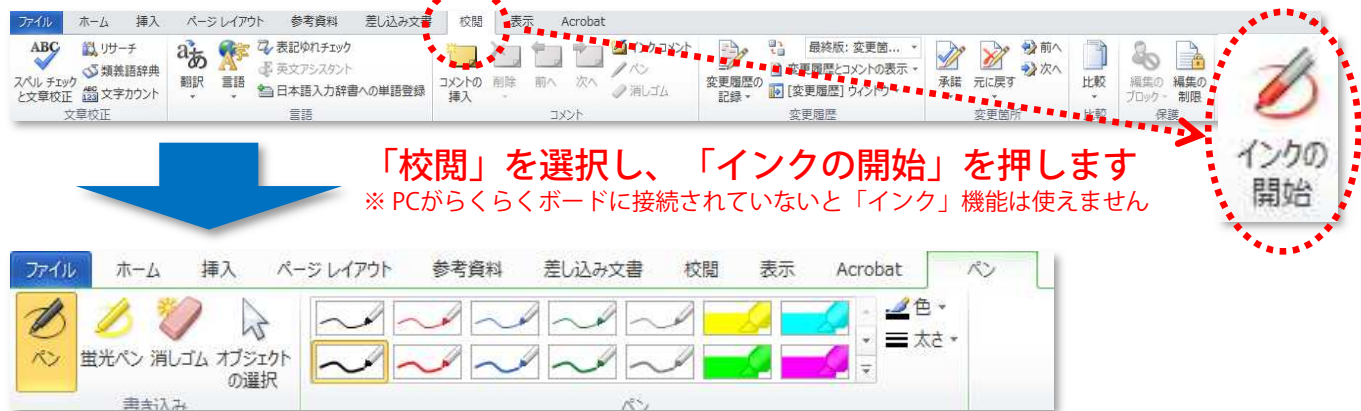 ファイル ホーム 挿入 ページ レイアウト 参考資料 差し込み文書 校閲 表示 Acrobat
ABC リサーチ 表記ゆれチェック インク コメント 最終版: 変更箇... 前へ
類義語辞典 英文アシスタント ペン 変更履歴とコメントの表示 次へ
スペル チェックと文章校正 文字カウント 翻訳 言語 日本語入力辞書への単語登録 コメントの挿入 削除 前へ 次へ 消しゴム 変更履歴の記録 [変更履歴] ウィンドウ 承諾 元に戻す 比較 編集のブロック 編集の制限
文章校正 言語 コメント 変更履歴 変更箇所 比較 保護
インクの
開始
「校閲」を選択し、「インクの開始」を押します
※ PCがらくらくボードに接続されていないと「インク」機能は使えません
ファイル ホーム 挿入 ページ レイアウト 参考資料 差し込み文書 校閲 表示 Acrobat ペン
色
太さ
ペン 蛍光ペン 消しゴム オブジェクト
の選択
書き込み ペン